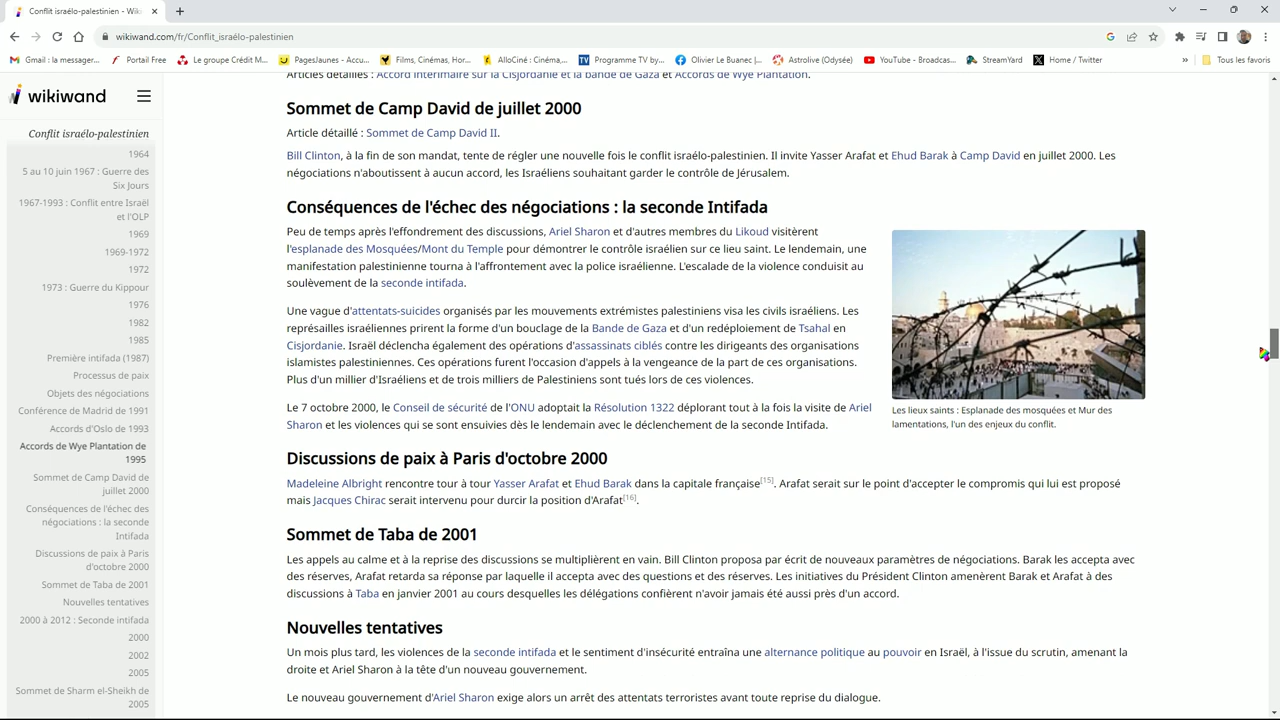 Conflit israélo-palestinien - Wiki
wikiwand.com/fr/Conflit_israélo-palestinien
Gmail : la messager...
Portail Free
Le groupe Crédit M...
PagesJaunes - Accu...
Films, Cinémas, Hor...
AlloCiné : Cinéma,...
Programme TV by...
Olivier Le Buanec |...
Astrolive (Odysée)
YouTube - Broadcas...
StreamYard
Home / Twitter
»
Tous les favoris
wikiwand
Conflit israélo-palestinien
1964
5 au 10 juin 1967 : Guerre des
Six Jours
1967-1993 : Conflit entre Israël
et l'OLP
1969
1969-1972
1972
1973 : Guerre du Kippour
1976
1982
1985
Première intifada (1987)
Processus de paix
Objets des négociations
Conférence de Madrid de 1991
Accords d'Oslo de 1993
Accords de Wye Plantation de
1995
Sommet de Camp David de
juillet 2000
Conséquences de l'échec des
négociations : la seconde
Intifada
Discussions de paix à Paris
d'octobre 2000
Sommet de Taba de 2001
Nouvelles tentatives
2000 à 2012 : Seconde intifada
2000
2002
2005
Sommet de Sharm el-Sheikh de
2005
Articles détaillés : Accord intérimaire sur la Cisjordanie et la bande de Gaza et Accords de Wye Plantation.
Sommet de Camp David de juillet 2000
Article détaillé : Sommet de Camp David II.
Bill Clinton, à la fin de son mandat, tente de régler une nouvelle fois le conflit israélo-palestinien. Il invite Yasser Arafat et Ehud Barak à Camp David en juillet 2000. Les
négociations n'aboutissent à aucun accord, les Israéliens souhaitant garder le contrôle de Jérusalem.
Conséquences de l'échec des négociations : la seconde Intifada
Peu de temps après l'effondrement des discussions, Ariel Sharon et d'autres membres du Likoud visitèrent
l'esplanade des Mosquées/Mont du Temple pour démontrer le contrôle israélien sur ce lieu saint. Le lendemain, une
manifestation palestinienne tourna à l'affrontement avec la police israélienne. L'escalade de la violence conduisit au
soulèvement de la seconde intifada.
Une vague d'attentats-suicides organisés par les mouvements extrémistes palestiniens visa les civils israéliens. Les
représailles israéliennes prirent la forme d'un bouclage de la Bande de Gaza et d'un redéploiement de Tsahal en
Cisjordanie. Israël déclencha également des opérations d'assassinats ciblés contre les dirigeants des organisations
islamistes palestiniennes. Ces opérations furent l'occasion d'appels à la vengeance de la part de ces organisations.
Plus d'un millier d'Israéliens et de trois milliers de Palestiniens sont tués lors de ces violences.
Le 7 octobre 2000, le Conseil de sécurité de l'ONU adoptait la Résolution 1322 déplorant tout à la fois la visite de Ariel
Sharon et les violences qui se sont ensuivies dès le lendemain avec le déclenchement de la seconde Intifada.
Les lieux saints : Esplanade des mosquées et Mur des
lamentations, l'un des enjeux du conflit.
Discussions de paix à Paris d'octobre 2000
Madeleine Albright rencontre tour à tour Yasser Arafat et Ehud Barak dans la capitale française[15]. Arafat serait sur le point d'accepter le compromis qui lui est proposé
mais Jacques Chirac serait intervenu pour durcir la position d'Arafat[16].
Sommet de Taba de 2001
Les appels au calme et à la reprise des discussions se multiplièrent en vain. Bill Clinton proposa par écrit de nouveaux paramètres de négociations. Barak les accepta avec
des réserves, Arafat retarda sa réponse par laquelle il accepta avec des questions et des réserves. Les initiatives du Président Clinton amenèrent Barak et Arafat à des
discussions à Taba en janvier 2001 au cours desquelles les délégations confièrent n'avoir jamais été aussi près d'un accord.
Nouvelles tentatives
Un mois plus tard, les violences de la seconde intifada et le sentiment d'insécurité entraîna une alternance politique au pouvoir en Israël, à l'issue du scrutin, amenant la
droite et Ariel Sharon à la tête d'un nouveau gouvernement.
Le nouveau gouvernement d'Ariel Sharon exige alors un arrêt des attentats terroristes avant toute reprise du dialogue.